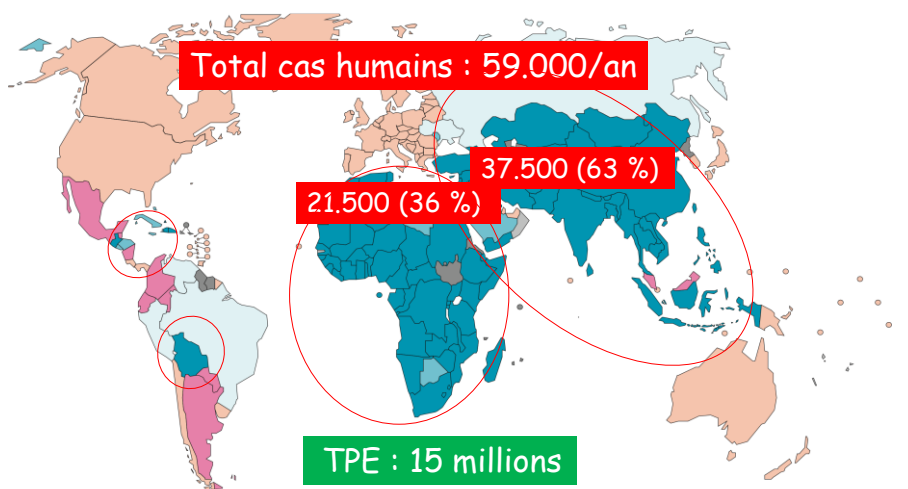 Total cas humains : 59.000/an
37.500 (63 %)
21.500 (36 %)
TPE : 15 millions